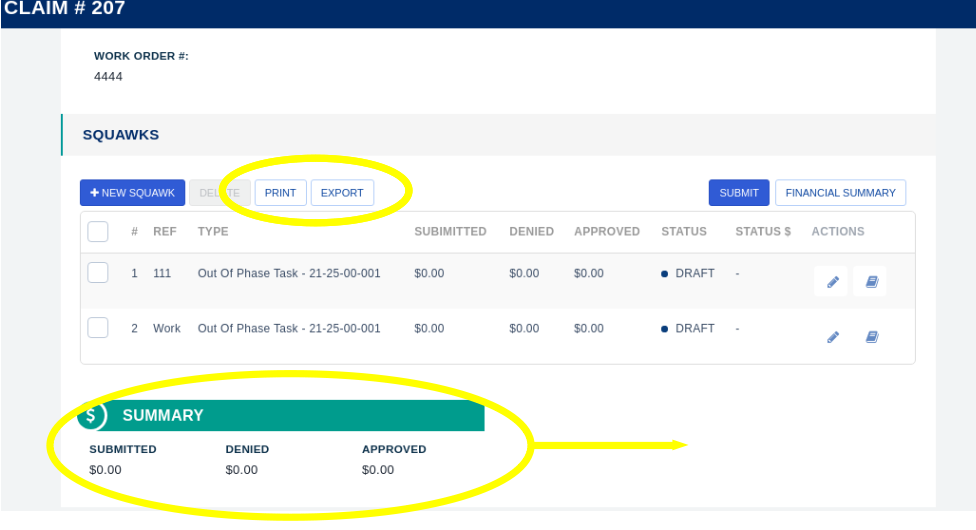 CLAIM # 207
WORK ORDER #:
4444
SQUAWKS
+ NEW SQUAWK DELETE PRINT EXPORT SUBMIT FINANCIAL SUMMARY
# REF TYPE SUBMITTED DENIED APPROVED STATUS STATUS $ ACTIONS
1 111 Out Of Phase Task - 21-25-00-001 $0.00 $0.00 $0.00 DRAFT -
2 Work Out Of Phase Task - 21-25-00-001 $0.00 $0.00 $0.00 DRAFT -
$ SUMMARY
SUBMITTED DENIED APPROVED
$0.00 $0.00 $0.00